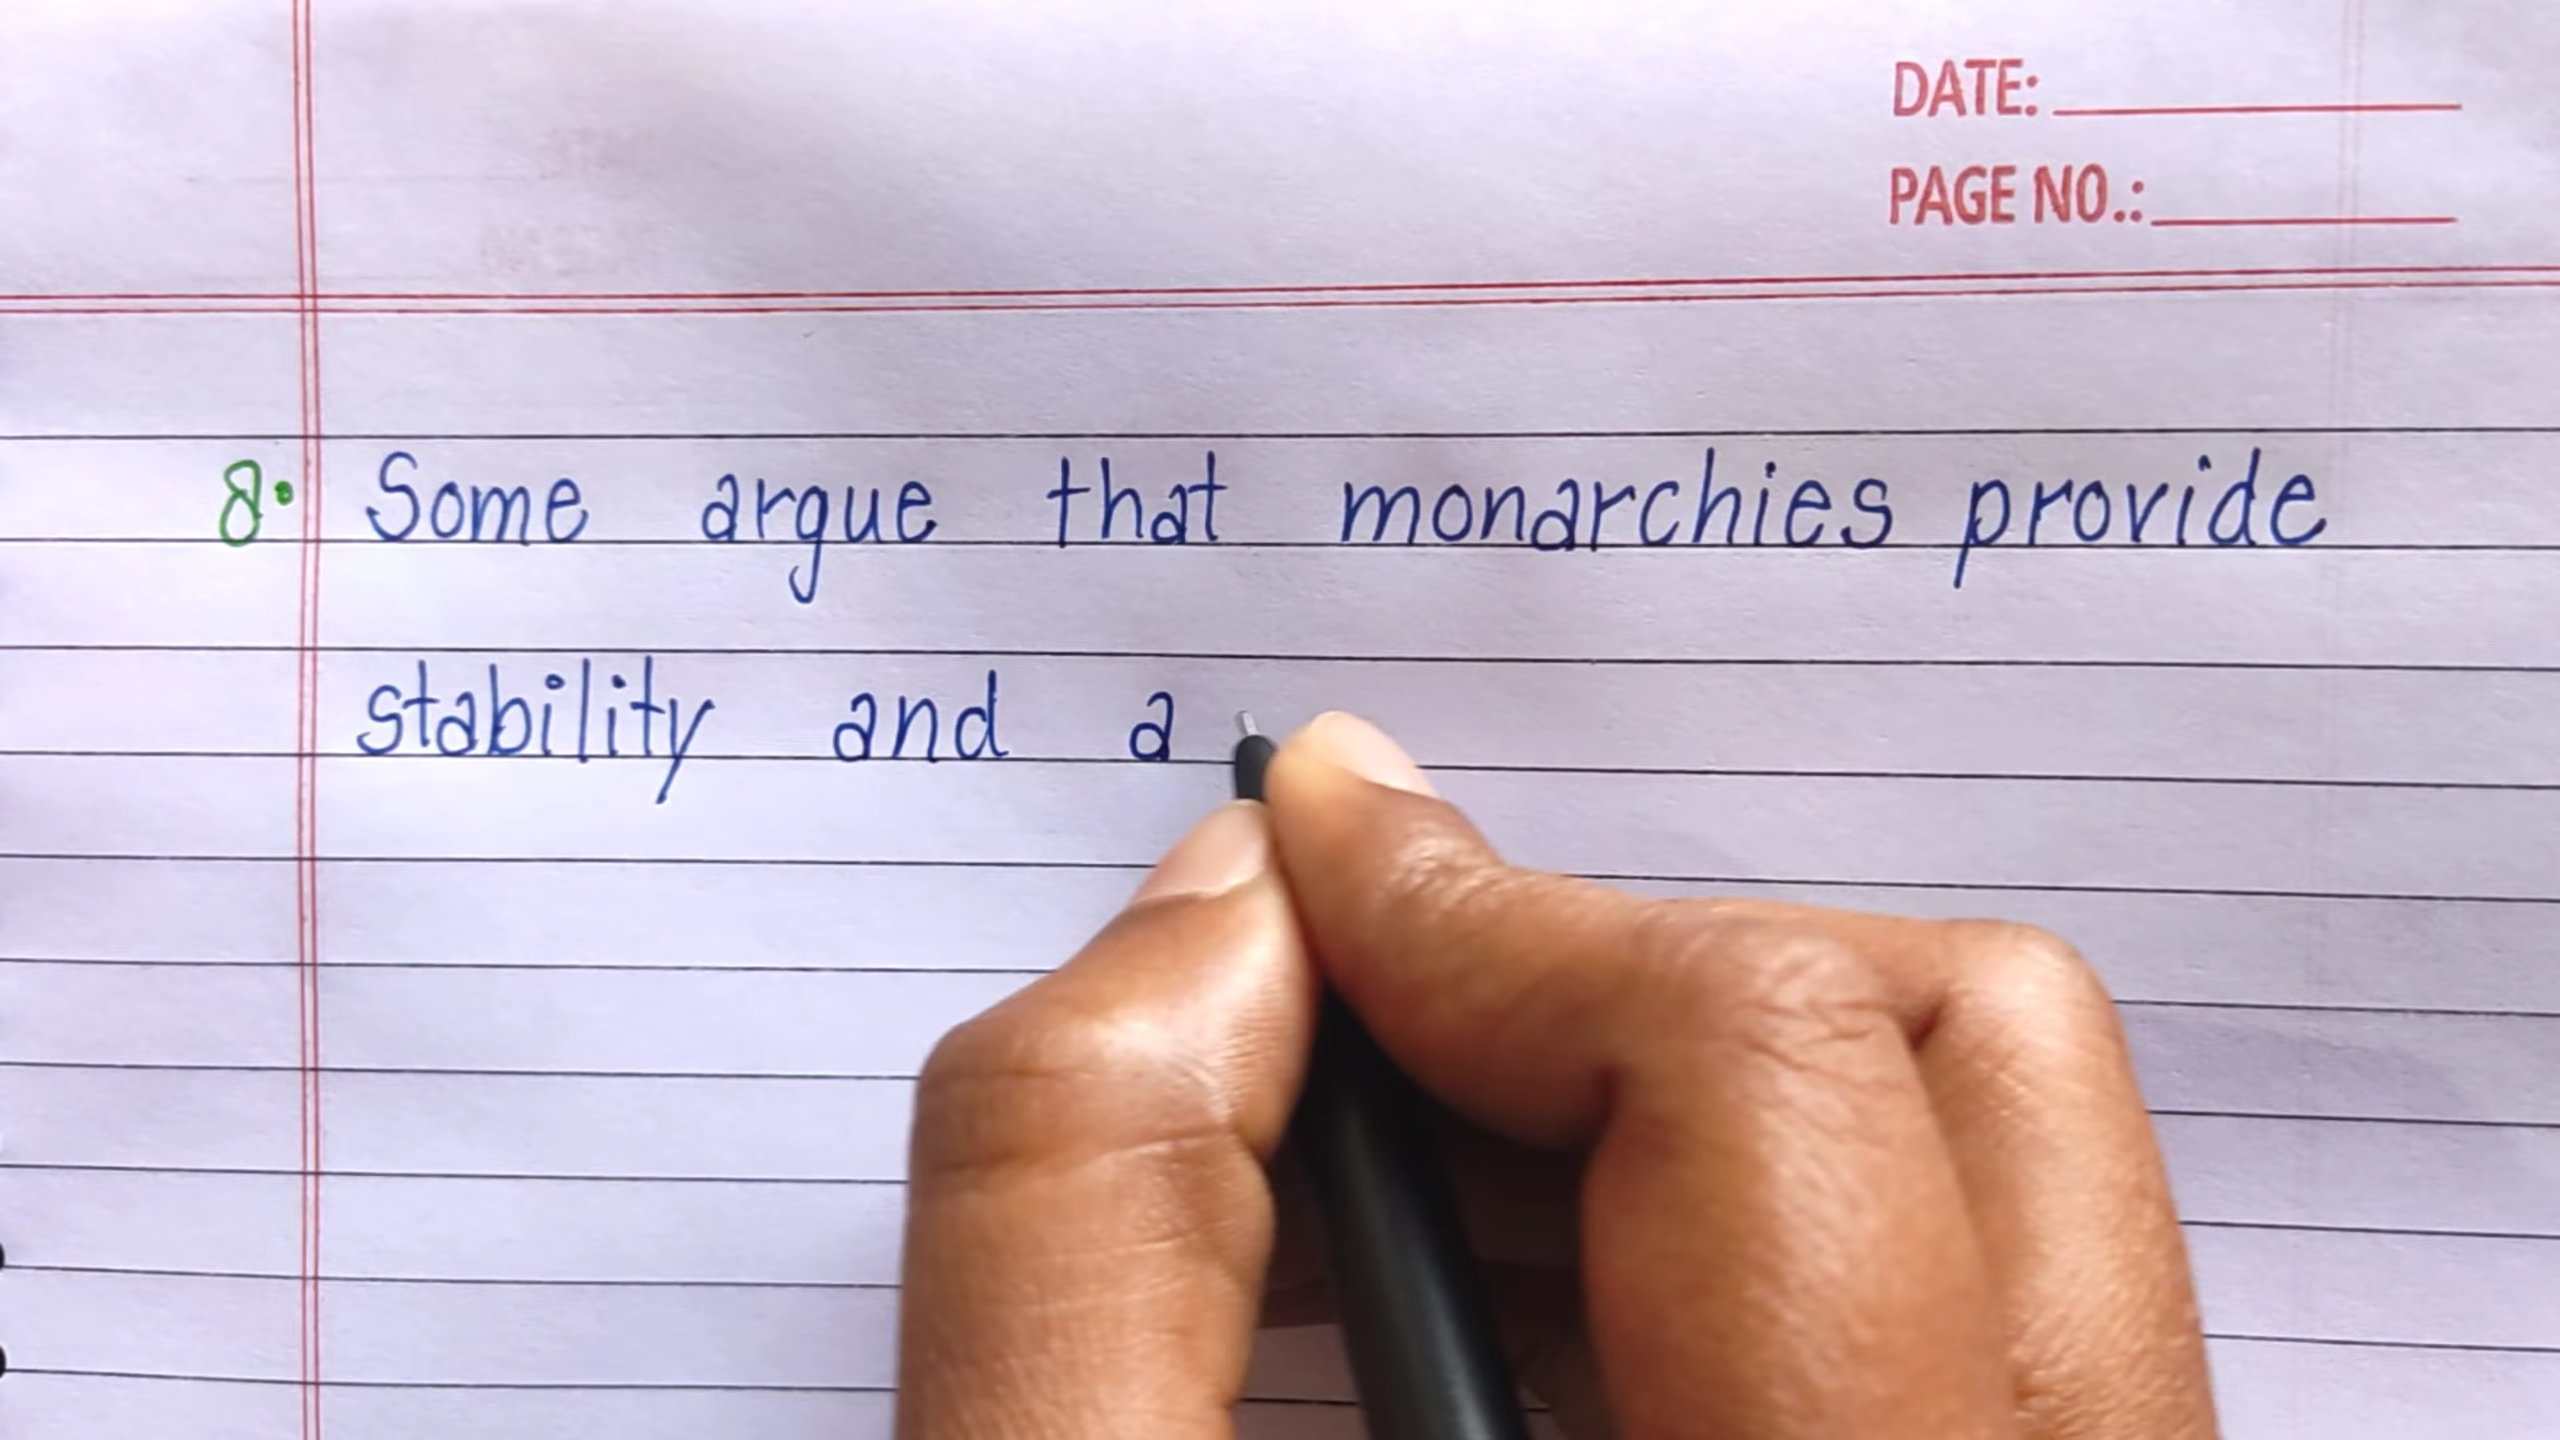 DATE:
PAGE NO.:
8. Some argue that monarchies provide
stability and a